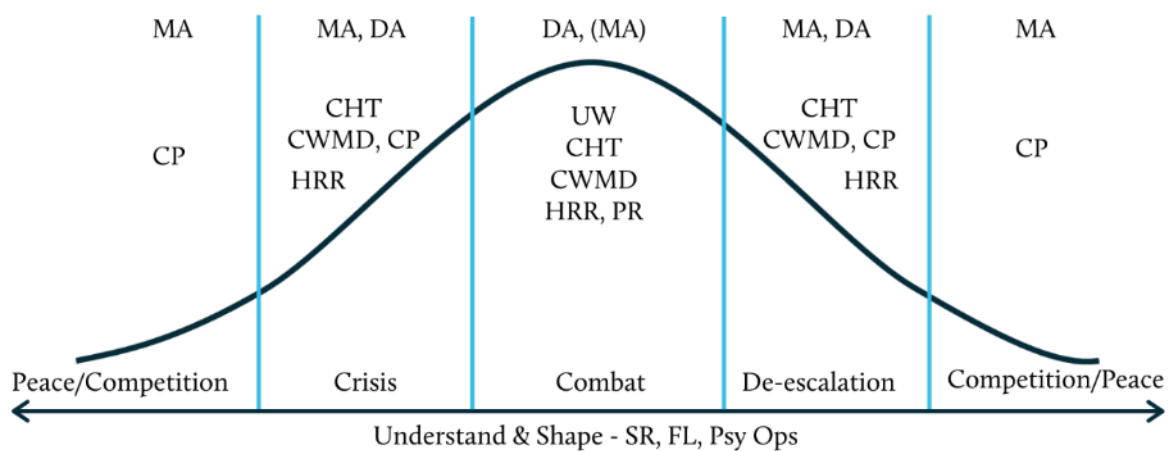 MA
MA, DA
DA, (MA)
MA, DA
MA
CP
CHT
CWMD, CP
HRR
UW
CHT
CWMD
HRR, PR
CHT
CWMD, CP
HRR
CP
Peace/Competition
Crisis
Combat
De-escalation
Competition/Peace
Understand & Shape - SR, FL, Psy Ops